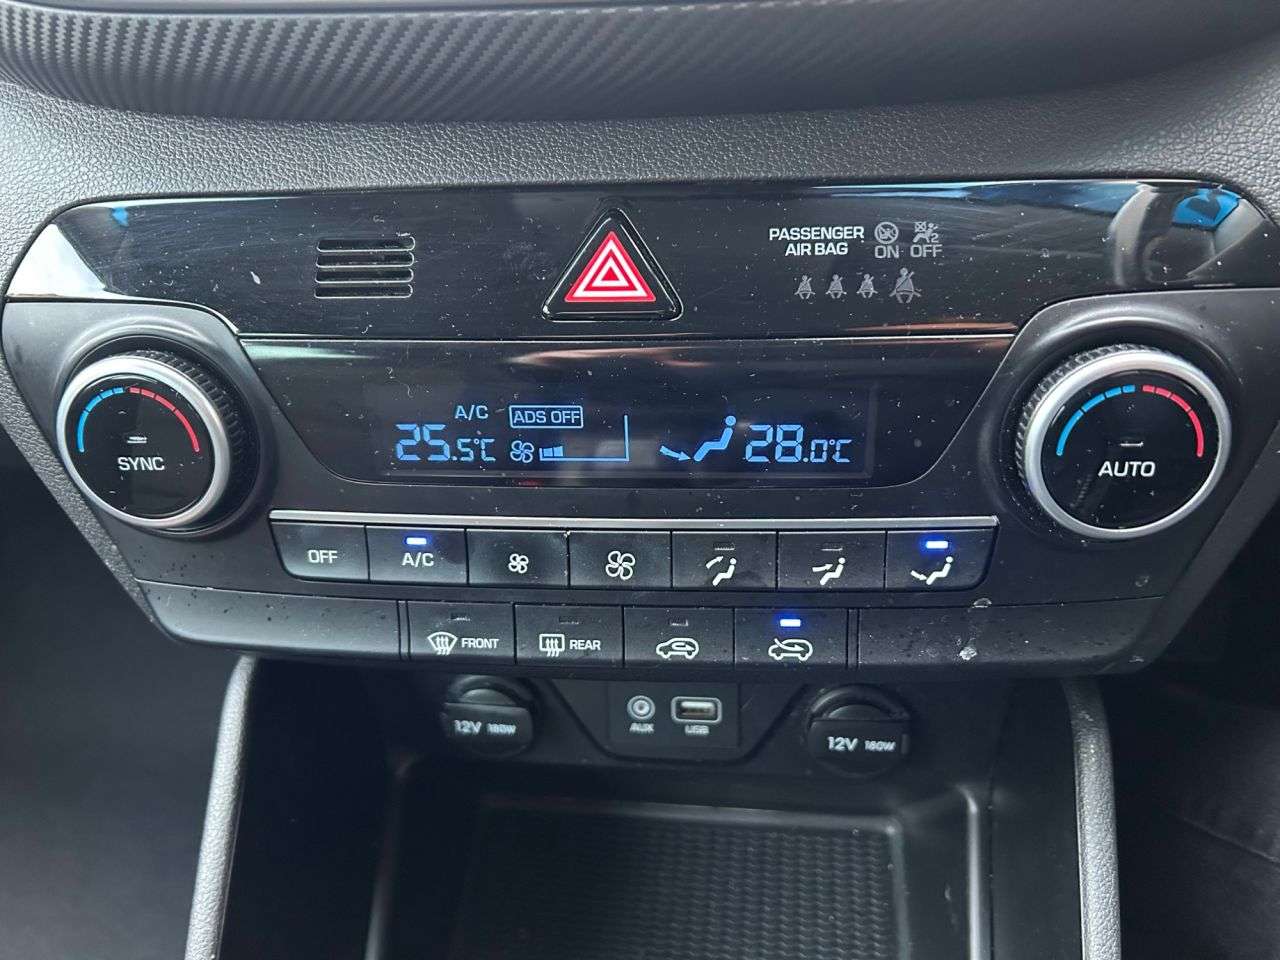 PASSENGER
AIR BAG ON OFF
2
A/C ADS OFF
25.5°C 28.0°C
SYNC
AUTO
OFF A/C
FRONT REAR
AUX USB
12V 180W
12V 180W